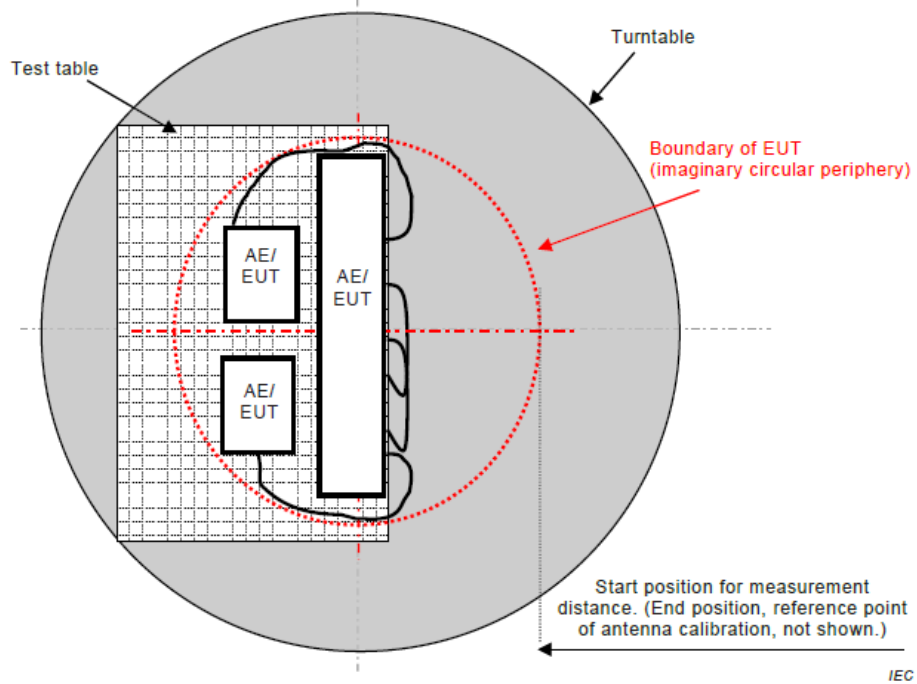 Turntable
Test table
Boundary of EUT
(imaginary circular periphery)
AE/
EUT
AE/
EUT
AE/
EUT
Start position for measurement
distance. (End position, reference point
of antenna calibration, not shown.)
IEC